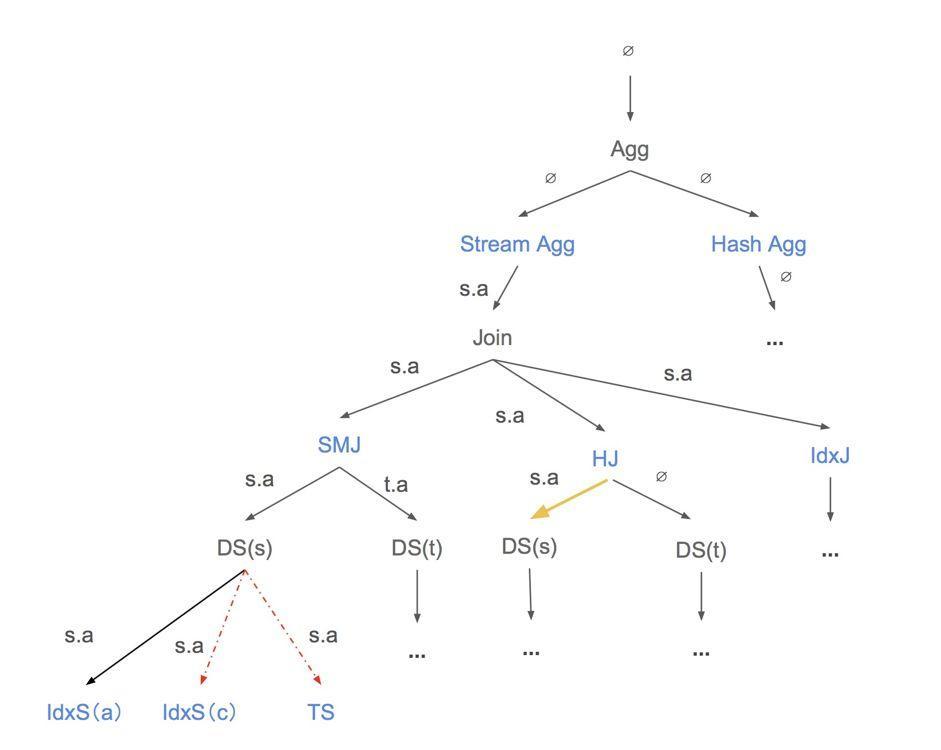 ∅
Agg
∅ ∅
Stream Agg Hash Agg
s.a ∅
Join ...
s.a s.a s.a
SMJ HJ IdxJ
s.a t.a s.a ∅
DS(s) DS(t) DS(s) DS(t) ...
s.a s.a s.a ... ... ...
IdxS(a) IdxS(c) TS